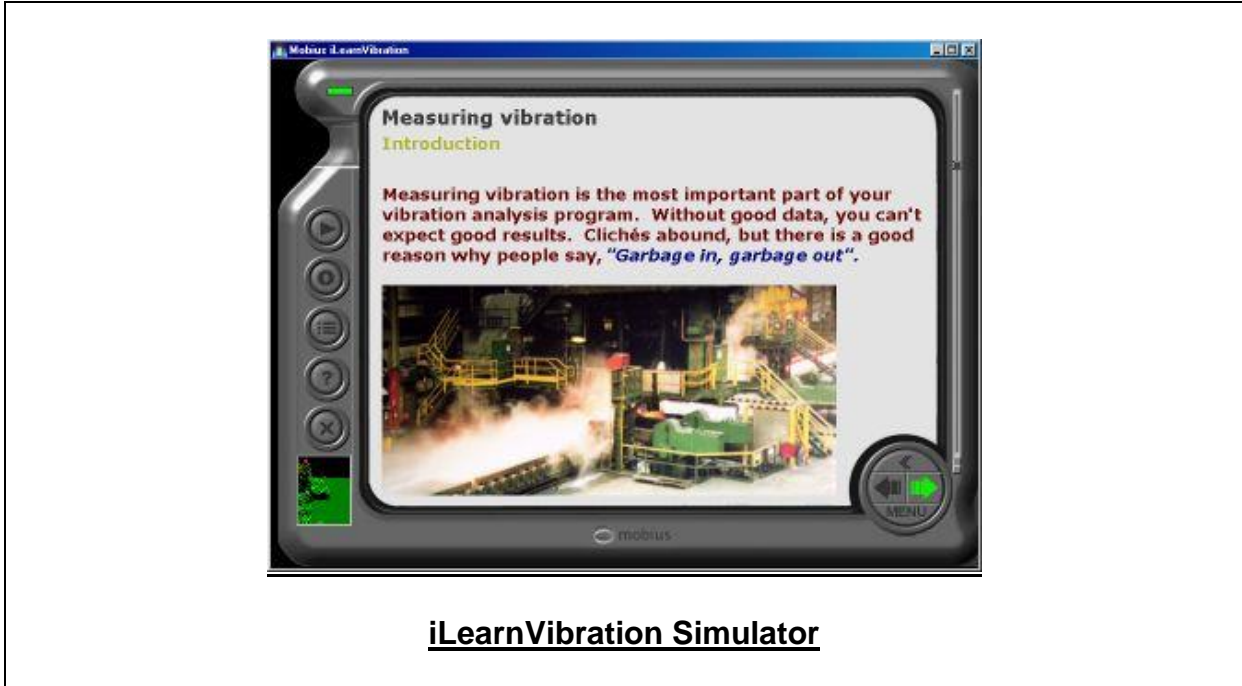 Mobius iLearnVibration
Measuring vibration
Introduction
Measuring vibration is the most important part of your
vibration analysis program. Without good data, you can't
expect good results. Clichés abound, but there is a good
reason why people say, "Garbage in, garbage out".
MENU
mobius
iLearnVibration Simulator